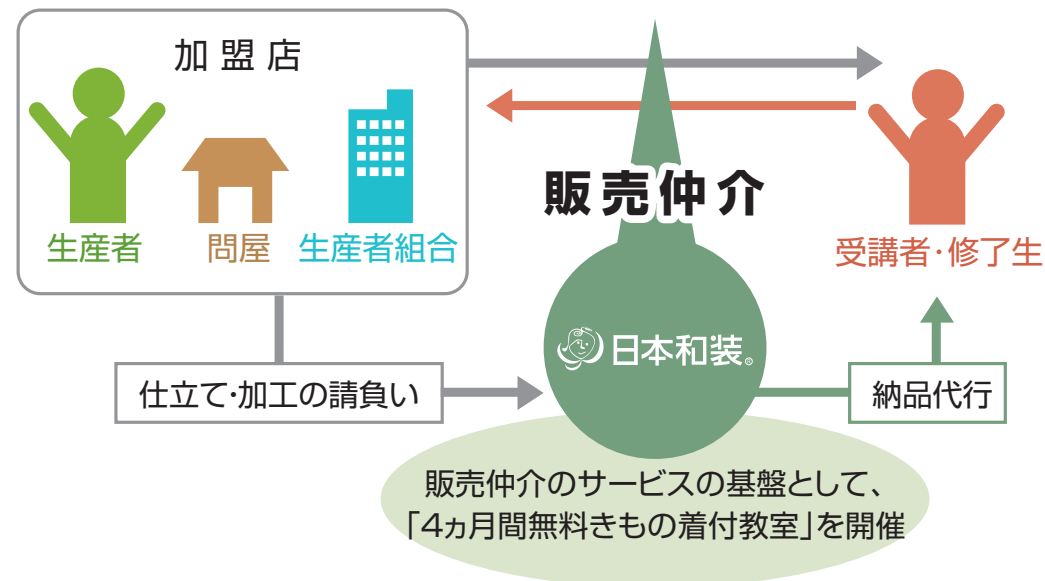 加盟店
生産者
問屋
生産者組合
販売仲介
受講者・修了生
日本和装®
仕立て・加工の請負い
納品代行
販売仲介のサービスの基盤として、
「4ヵ月間無料きもの着付教室」を開催